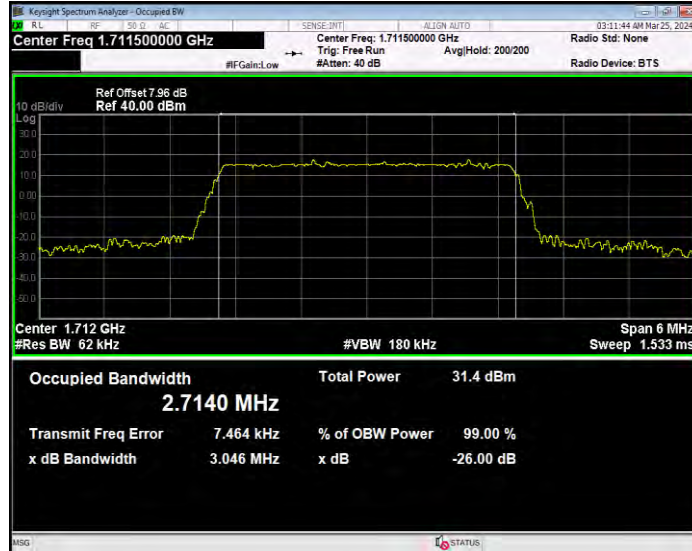 Keysight Spectrum Analyzer - Occupied BW
RL RF 50 Ω AC SENSE:INT ALIGN AUTO 03:11:44 AM Mar 25, 2024
Center Freq 1.711500000 GHz
Center Freq: 1.711500000 GHz
Radio Std: None
Trig: Free Run Avg|Hold: 200/200
#IFGain:Low #Atten: 40 dB Radio Device: BTS
Ref Offset 7.96 dB
10 dB/div Ref 40.00 dBm
Log
30.0
20.0
10.0
0.00
-10.0
-20.0
-30.0
-40.0
-50.0
Center 1.712 GHz Span 6 MHz
#Res BW 62 kHz #VBW 180 kHz Sweep 1.533 ms
Occupied Bandwidth Total Power 31.4 dBm
2.7140 MHz
Transmit Freq Error 7.464 kHz % of OBW Power 99.00 %
x dB Bandwidth 3.046 MHz x dB -26.00 dB
MSG STATUS